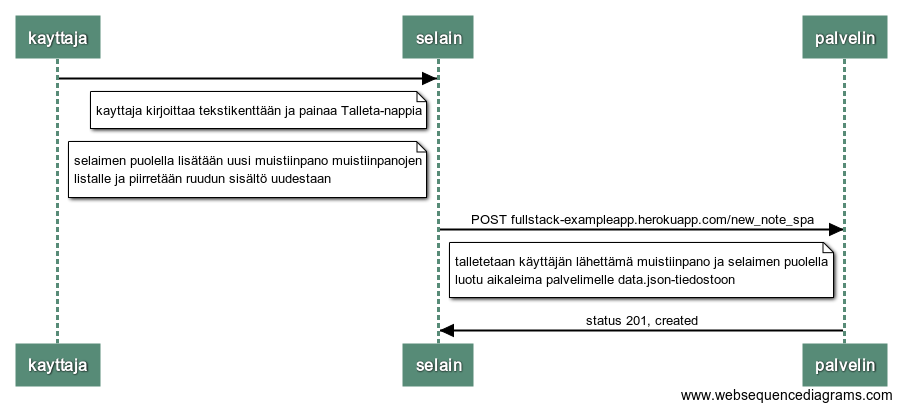 kayttaja
selain
palvelin
kayttaja kirjoittaa tekstikenttään ja painaa Talleta-nappia
selaimen puolella lisätään uusi muistiinpano muistiinpanojen
listalle ja piirretään ruudun sisältö uudestaan
POST fullstack-exampleapp.herokuapp.com/new_note_spa
talletetaan käyttäjän lähettämä muistiinpano ja selaimen puolella
luotu aikaleima palvelimelle data.json-tiedostoon
status 201, created
kayttaja
selain
palvelin
www.websequencediagrams.com